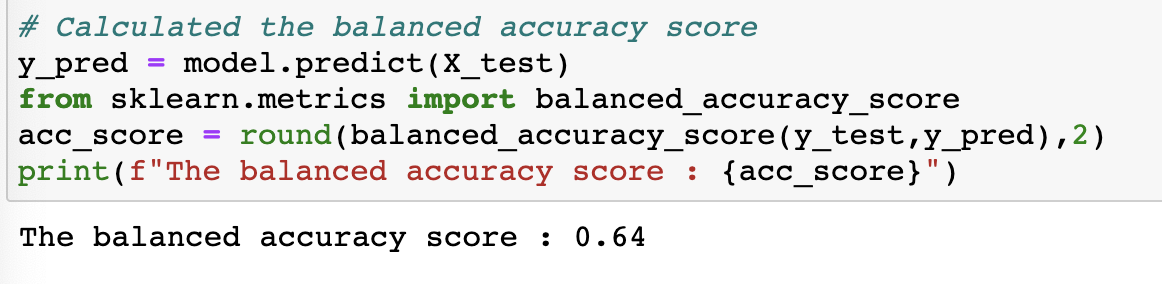 # Calculated the balanced accuracy score
y_pred = model.predict(X_test)
from sklearn.metrics import balanced_accuracy_score
acc_score = round(balanced_accuracy_score(y_test,y_pred),2)
print(f"The balanced accuracy score : {acc_score}")
The balanced accuracy score : 0.64